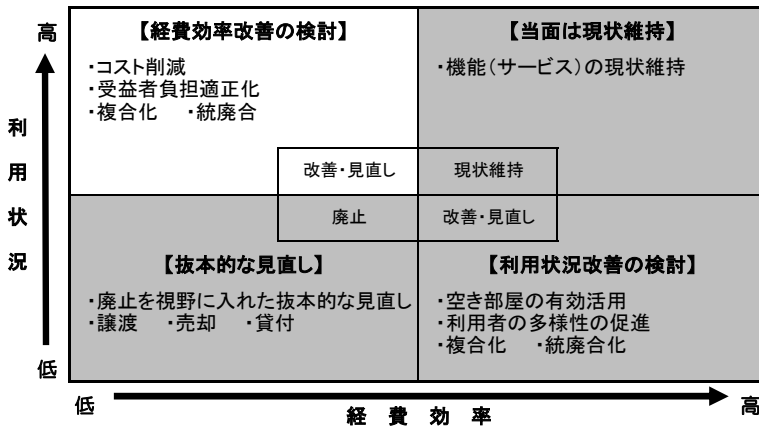 高
利
用
状
況
低
【経費効率改善の検討】
・コスト削減
・受益者負担適正化
・複合化　・統廃合
【当面は現状維持】
・機能（サービス）の現状維持
改善・見直し
現状維持
廃止
改善・見直し
【抜本的な見直し】
・廃止を視野に入れた抜本的な見直し
・譲渡　・売却　・貸付
【利用状況改善の検討】
・空き部屋の有効活用
・利用者の多様性の促進
・複合化　・統廃合化
低
経　費　効　率
高